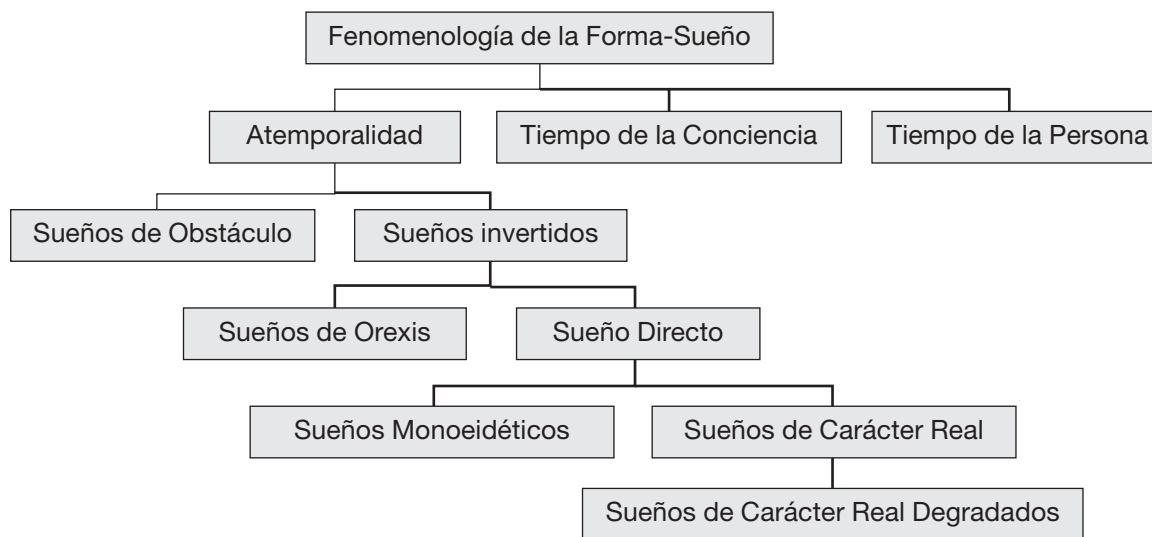 Fenomenología de la Forma-Sueño
Atemporalidad
Tiempo de la Conciencia
Tiempo de la Persona
Sueños de Obstáculo
Sueños invertidos
Sueños de Orexis
Sueño Directo
Sueños Monoeidéticos
Sueños de Carácter Real
Sueños de Carácter Real Degradados